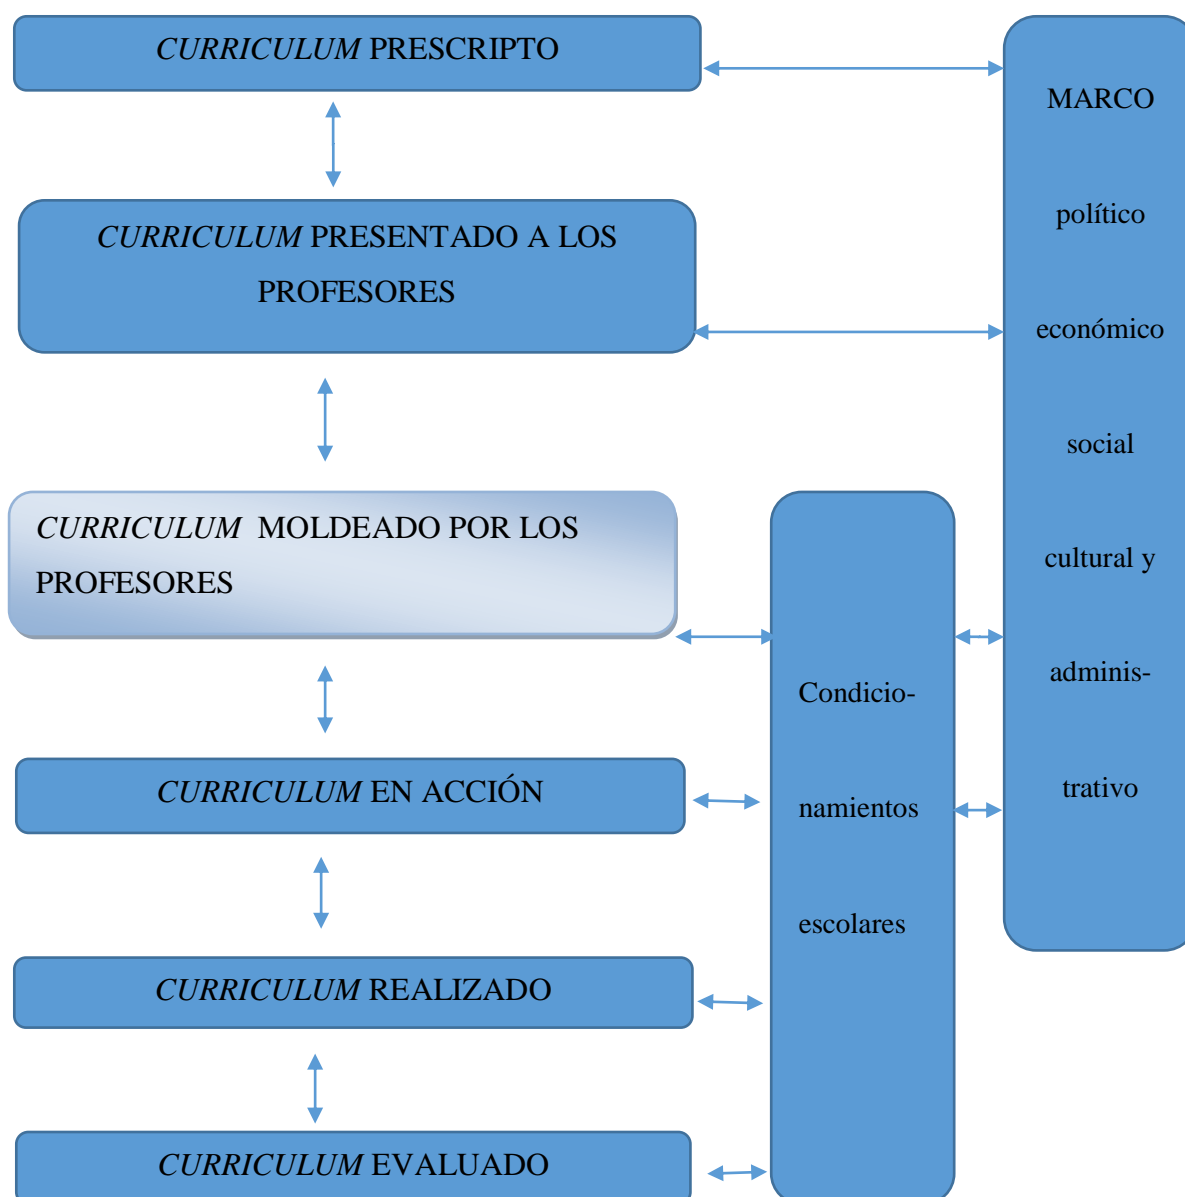 CURRICULUM PRESCRIPTO
CURRICULUM PRESENTADO A LOS
PROFESORES
CURRICULUM MOLDEADO POR LOS
PROFESORES
CURRICULUM EN ACCIÓN
CURRICULUM REALIZADO
CURRICULUM EVALUADO
Condicio-
namientos
escolares
MARCO
político
económico
social
cultural y
adminis-
trativo